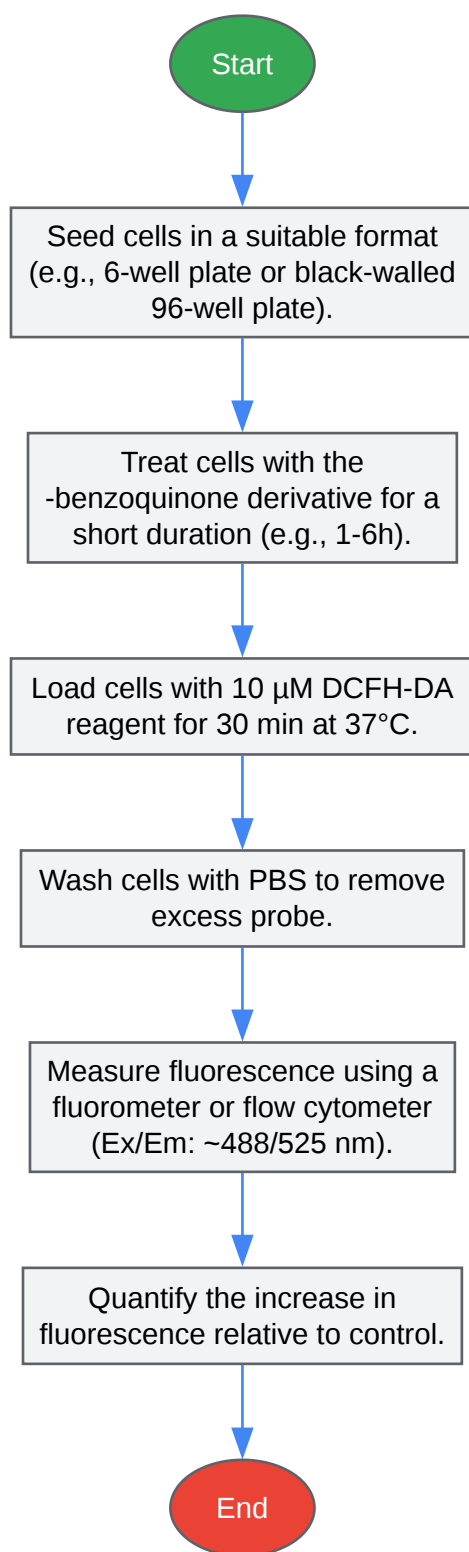 Start
Seed cells in a suitable format
(e.g., 6-well plate or black-walled
96-well plate).
Treat cells with the
-benzoquinone derivative for a
short duration (e.g., 1-6h).
Load cells with 10 µM DCFH-DA
reagent for 30 min at 37°C.
Wash cells with PBS to remove
excess probe.
Measure fluorescence using a
fluorometer or flow cytometer
(Ex/Em: ~488/525 nm).
Quantify the increase in
fluorescence relative to control.
End